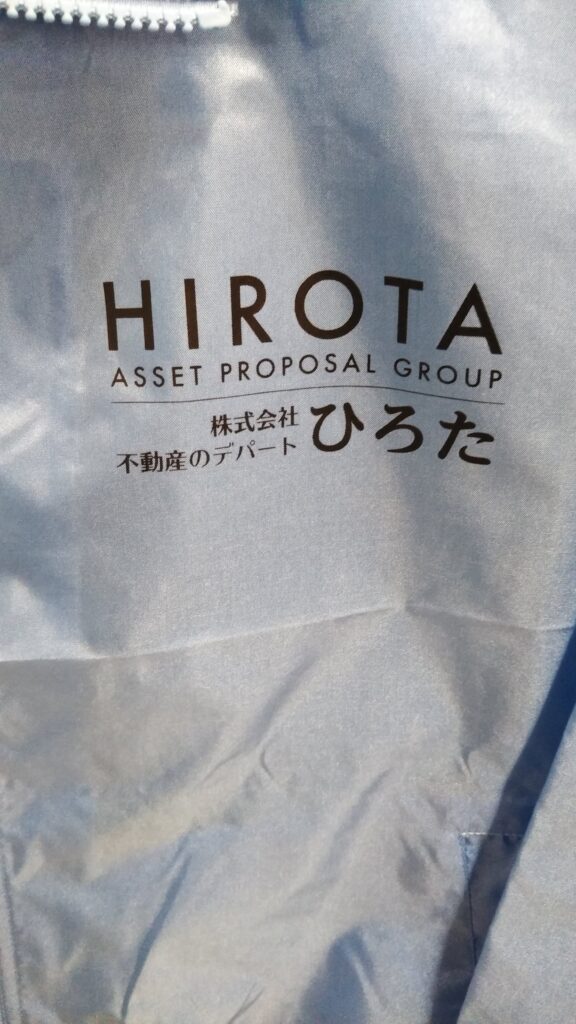 HIROTA
ASSET PROPOSAL GROUP
株式会社
不動産のデパート
ひろた